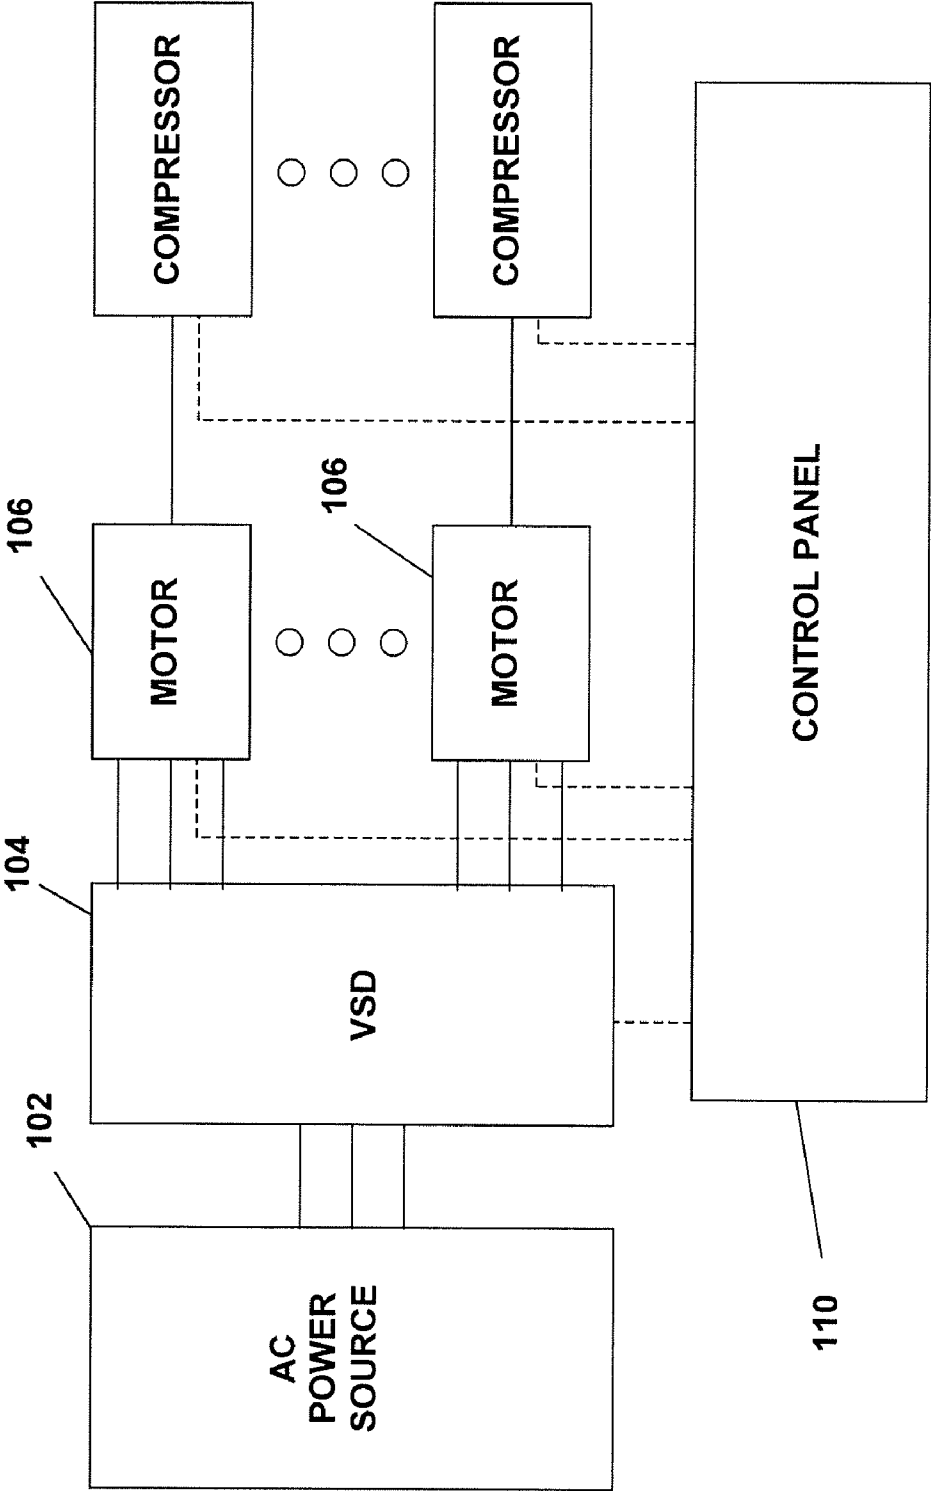 102
104
106
106
AC
POWER
SOURCE
VSD
MOTOR
MOTOR
COMPRESSOR
COMPRESSOR
CONTROL PANEL
110